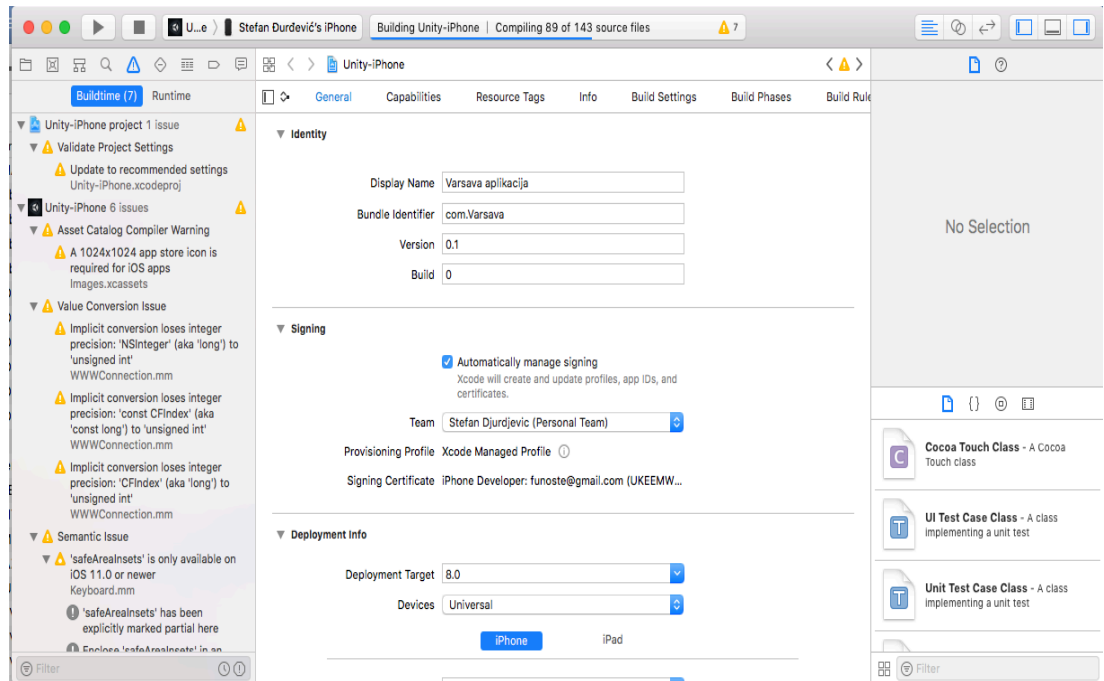 U...e
Stefan Đurđević's iPhone
Building Unity-iPhone | Compiling 89 of 143 source files
7
Unity-iPhone
Buildtime (7)
Runtime
General
Capabilities
Resource Tags
Info
Build Settings
Build Phases
Build Rule
Unity-iPhone project 1 issue
Validate Project Settings
Update to recommended settings
Unity-iPhone.xcodeproj
Unity-iPhone 6 issues
Asset Catalog Compiler Warning
A 1024x1024 app store icon is
required for iOS apps
Images.xcassets
Value Conversion Issue
Implicit conversion loses integer
precision: 'NSInteger' (aka 'long') to
'unsigned int'
WWWConnection.mm
Implicit conversion loses integer
precision: 'const CFIndex' (aka
'const long') to 'unsigned int'
WWWConnection.mm
Implicit conversion loses integer
precision: 'CFIndex' (aka 'long') to
'unsigned int'
WWWConnection.mm
Semantic Issue
'safeAreaInsets' is only available on
iOS 11.0 or newer
Keyboard.mm
'safeAreaInsets' has been
explicitly marked partial here
Enclose 'safeAreaInsets' in an
Filter
Identity
Display Name Varsava aplikacija
Bundle Identifier com.Varsava
Version 0.1
Build 0
Signing
Automatically manage signing
Xcode will create and update profiles, app IDs, and
certificates.
Team Stefan Djurdjevic (Personal Team)
Provisioning Profile Xcode Managed Profile
Signing Certificate iPhone Developer: funoste@gmail.com (UKEEMW...
Deployment Info
Deployment Target 8.0
Devices Universal
iPhone
iPad
No Selection
C
Cocoa Touch Class - A Cocoa
Touch class
T
UI Test Case Class - A class
implementing a unit test
T
Unit Test Case Class - A class
implementing a unit test
Filter